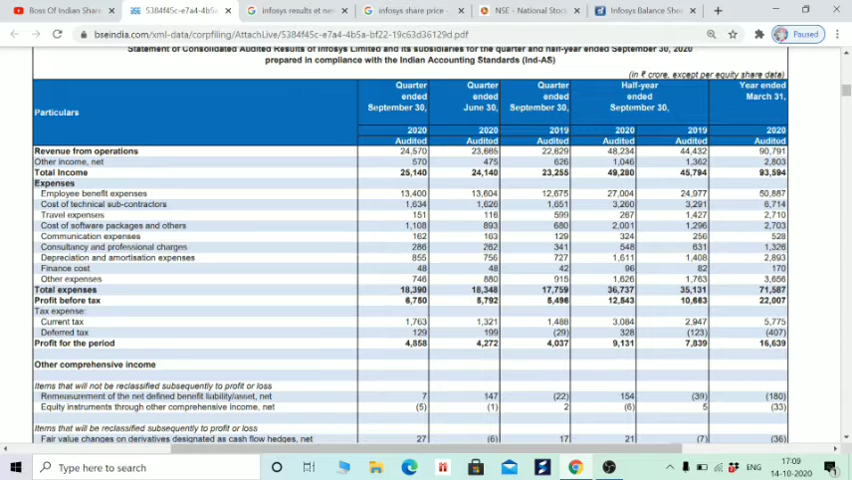 Boss Of Indian Share
5384f45c-e7a4-4b5a
infosys results et ne
infosys share price -
NSE - National Stock
Infosys Balance She
bseindia.com/xml-data/corpfiling/AttachLive/5384f45c-e7a4-4b5a-bf22-19c63d36129d.pdf
Paused
Statement of Consolidated Audited Results of Infosys Limited and its subsidiaries for the quarter and half-year ended September 30, 2020
prepared in compliance with the Indian Accounting Standards (Ind-AS)
(in ₹ crore, except per equity share data)
Particulars Quarter ended September 30, Quarter ended June 30, Quarter ended September 30, Half-year ended September 30, Year ended March 31,
2020 2020 2019 2020 2019 2020
Audited Audited Audited Audited Audited Audited
Revenue from operations 24,570 23,665 22,629 48,234 44,432 90,791
Other income, net 570 475 626 1,046 1,362 2,803
Total Income 25,140 24,140 23,255 49,280 45,794 93,594
Expenses
Employee benefit expenses 13,400 13,604 12,675 27,004 24,977 50,887
Cost of technical sub-contractors 1,634 1,626 1,651 3,260 3,291 6,714
Travel expenses 151 116 599 267 1,427 2,710
Cost of software packages and others 1,108 893 680 2,001 1,296 2,703
Communication expenses 162 163 129 324 256 528
Consultancy and professional charges 286 262 341 548 631 1,326
Depreciation and amortisation expenses 855 756 727 1,611 1,408 2,893
Finance cost 48 48 42 96 82 170
Other expenses 746 880 915 1,626 1,763 3,656
Total expenses 18,390 18,348 17,759 36,737 35,131 71,587
Profit before tax 6,750 5,792 5,496 12,543 10,663 22,007
Tax expense:
Current tax 1,763 1,321 1,488 3,084 2,947 5,775
Deferred tax 129 199 (29) 328 (123) (407)
Profit for the period 4,858 4,272 4,037 9,131 7,839 16,639
Other comprehensive income
Items that will not be reclassified subsequently to profit or loss
Remeasurement of the net defined benefit liability/asset, net 7 147 (22) 154 (39) (180)
Equity instruments through other comprehensive income, net (5) (1) 2 (6) 5 (33)
Items that will be reclassified subsequently to profit or loss
Fair value changes on derivatives designated as cash flow hedges, net 27 (6) 17 21 (7) (36)
Type here to search
ENG
17:09
14-10-2020